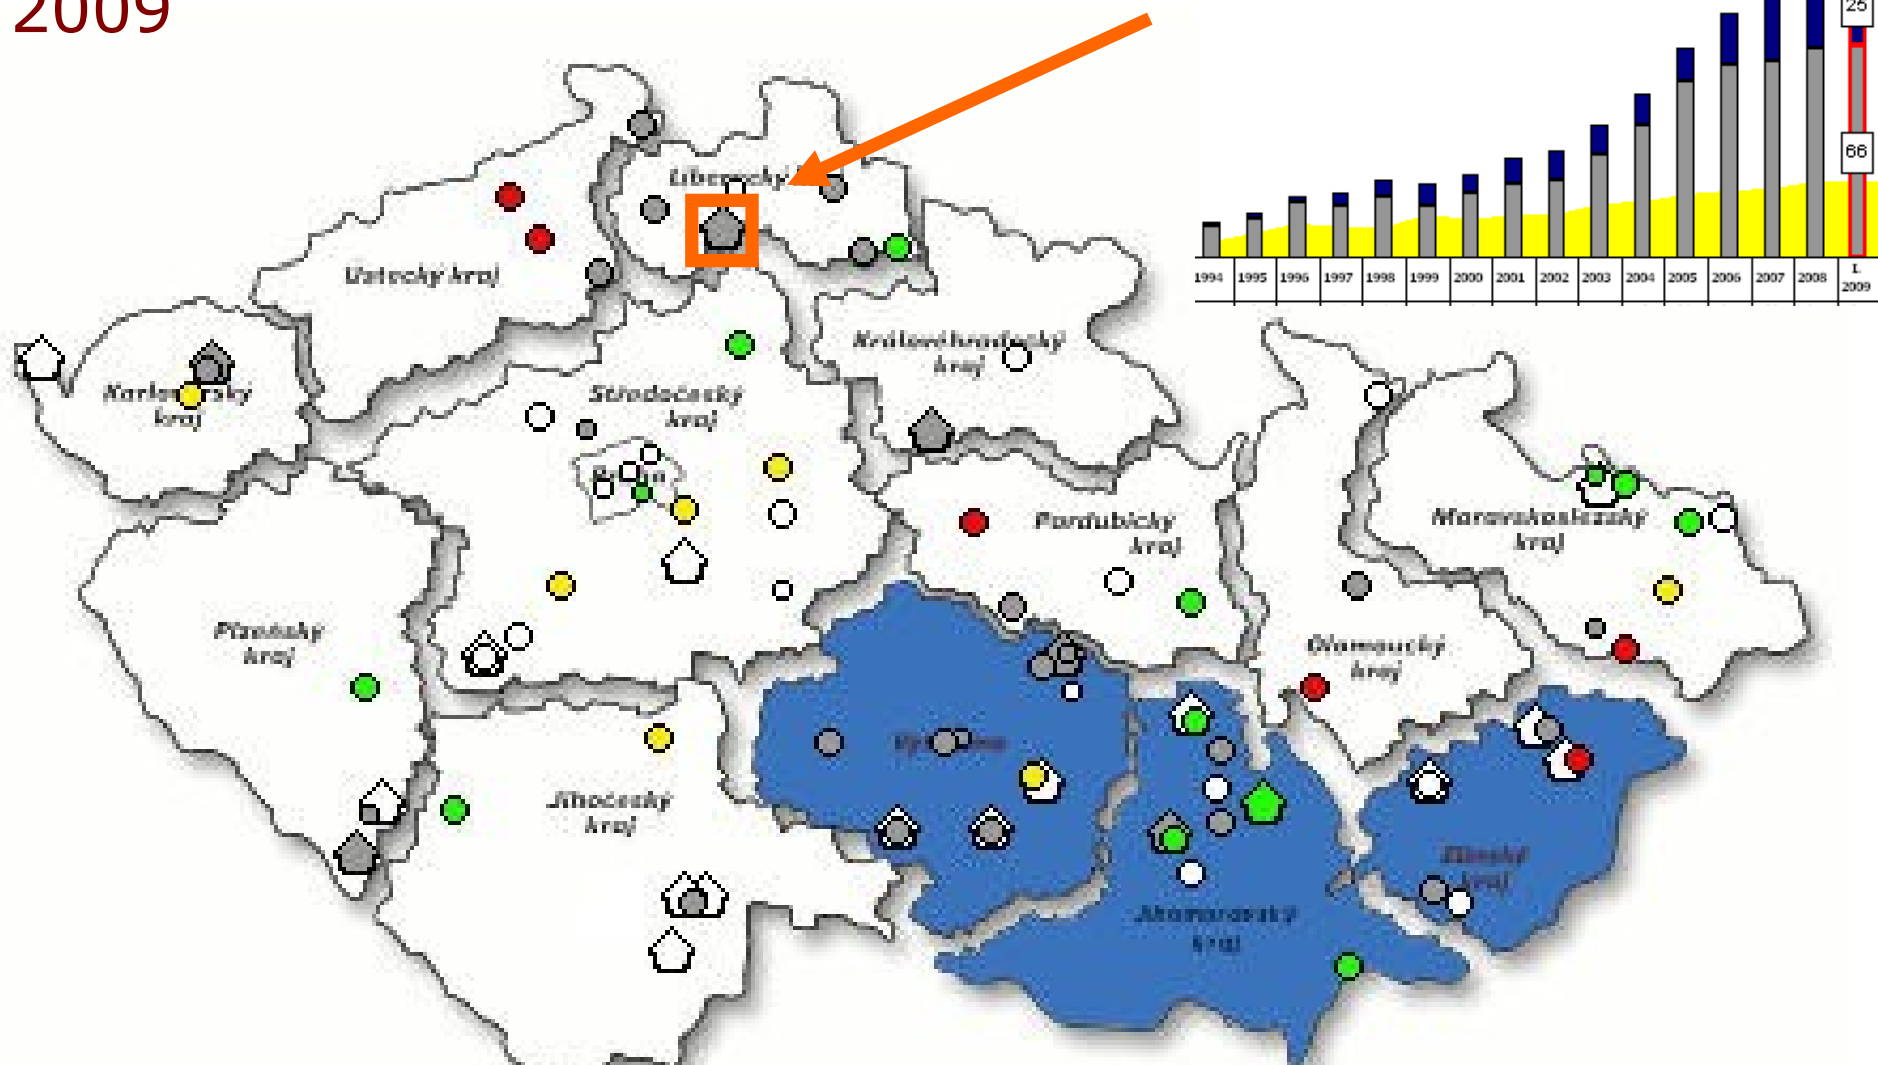 2009
25
66
1994 1995 1996 1997 1998 1999 2000 2001 2002 2003 2004 2005 2006 2007 2008 I. 2009
Liberecký
Ústecký kraj
Královéhradecký
kraj
Karlovarský
kraj
Středočeský
kraj
Pardubický
kraj
Moravskoslezský
kraj
Plzeňský
kraj
Olomoucký
kraj
Jihočeský
kraj
Zlínský
kraj
Jihomoravský
kraj